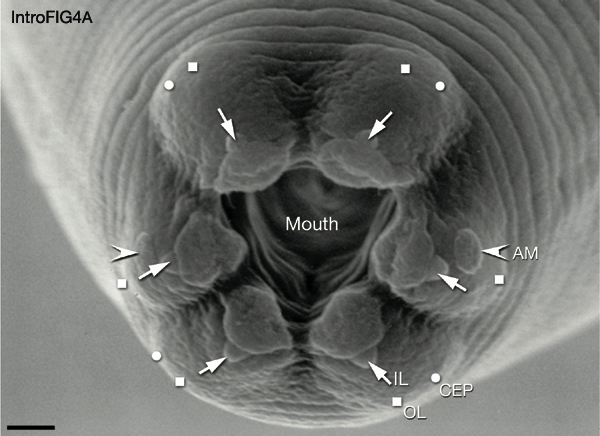 IntroFIG4A
Mouth
AM
IL
CEP
OL